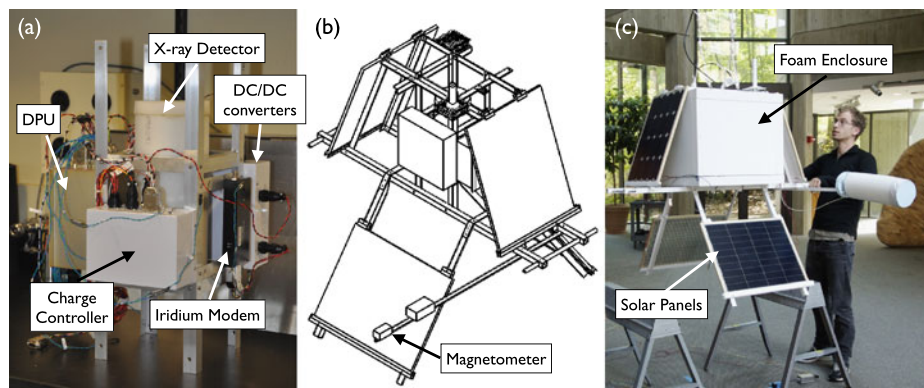 (a)
X-ray Detector
DC/DC
converters
DPU
Charge
Controller
Iridium Modem
(b)
Magnetometer
(c)
Foam Enclosure
Solar Panels